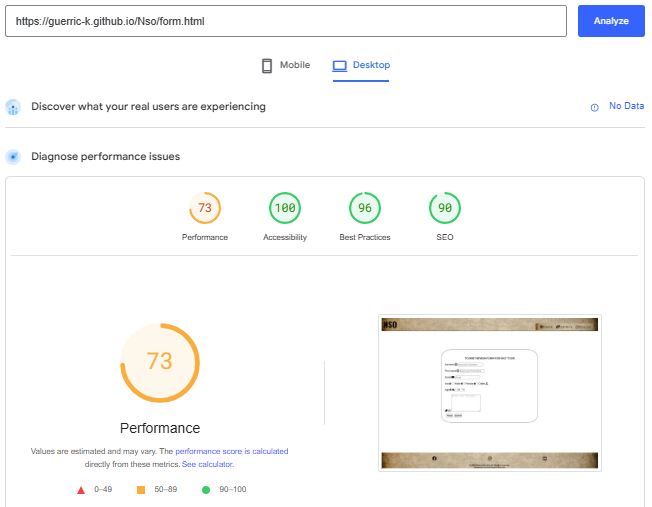 https://guerric-k.github.io/Nso/form.html
Analyze
Mobile
Desktop
Discover what your real users are experiencing
No Data
Diagnose performance issues
73
100
96
90
Performance
Accessibility
Best Practices
SEO
73
NSO
Performance
Values are estimated and may vary. The performance score is calculated
directly from these metrics. See calculator.
0–49
50–89
90–100